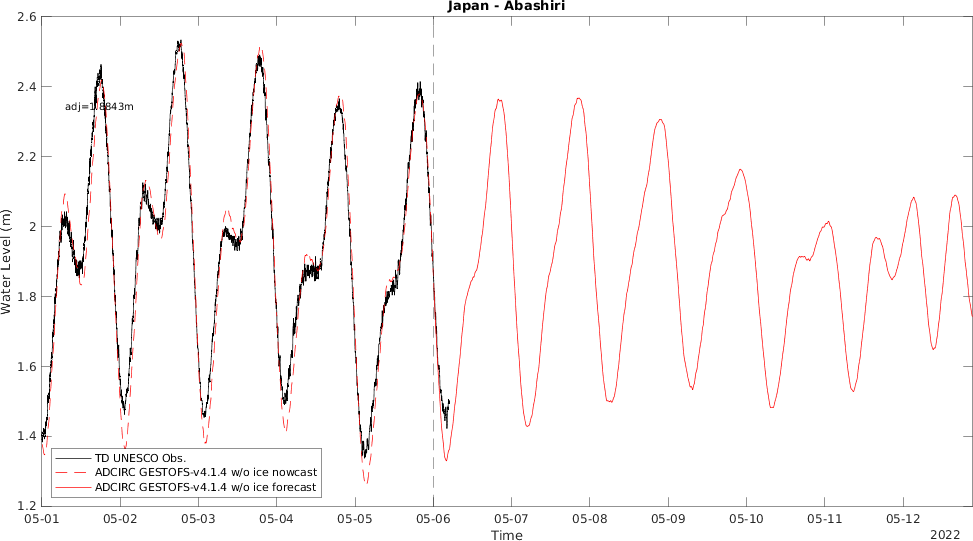 Japan - Abashiri
2.6
2.4
adj=1.8843m
2.2
2
1.8
1.6
1.4
1.2
Water Level (m)
TD UNESCO Obs.
ADCIRC GESTOFS-v4.1.4 w/o ice nowcast
ADCIRC GESTOFS-v4.1.4 w/o ice forecast
05-01 05-02 05-03 05-04 05-05 05-06 05-07 05-08 05-09 05-10 05-11 05-12
Time
2022